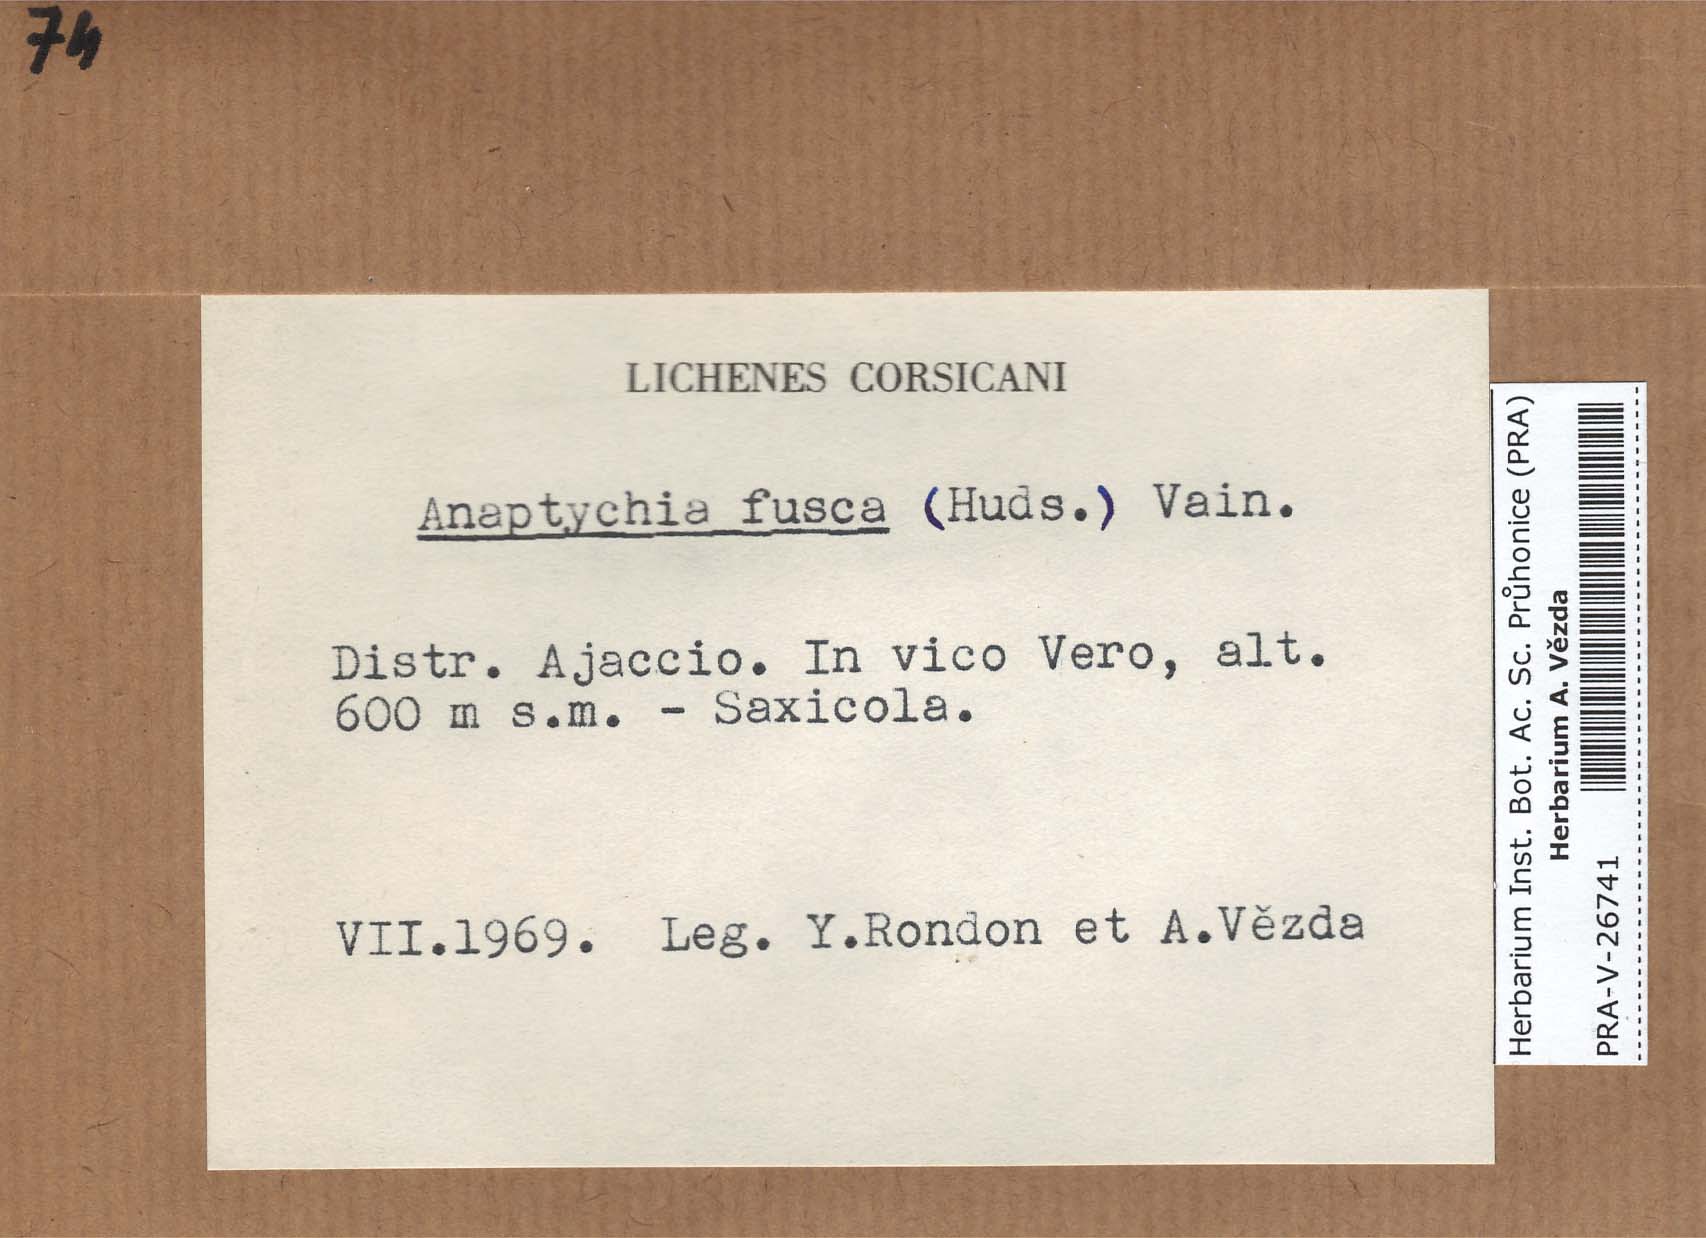 74
LICHENES CORSICANI
Anaptychia fusca (Huds.) Vain.
Distr. Ajaccio. In vico Vero, alt.
600 m s.m. - Saxicola.
VII.1969. Leg. Y.Rondon et A.Vězda
Herbarium Inst. Bot. Ac. Sc. Průhonice (PRA)
Herbarium A. Vězda
PRA-V-26741